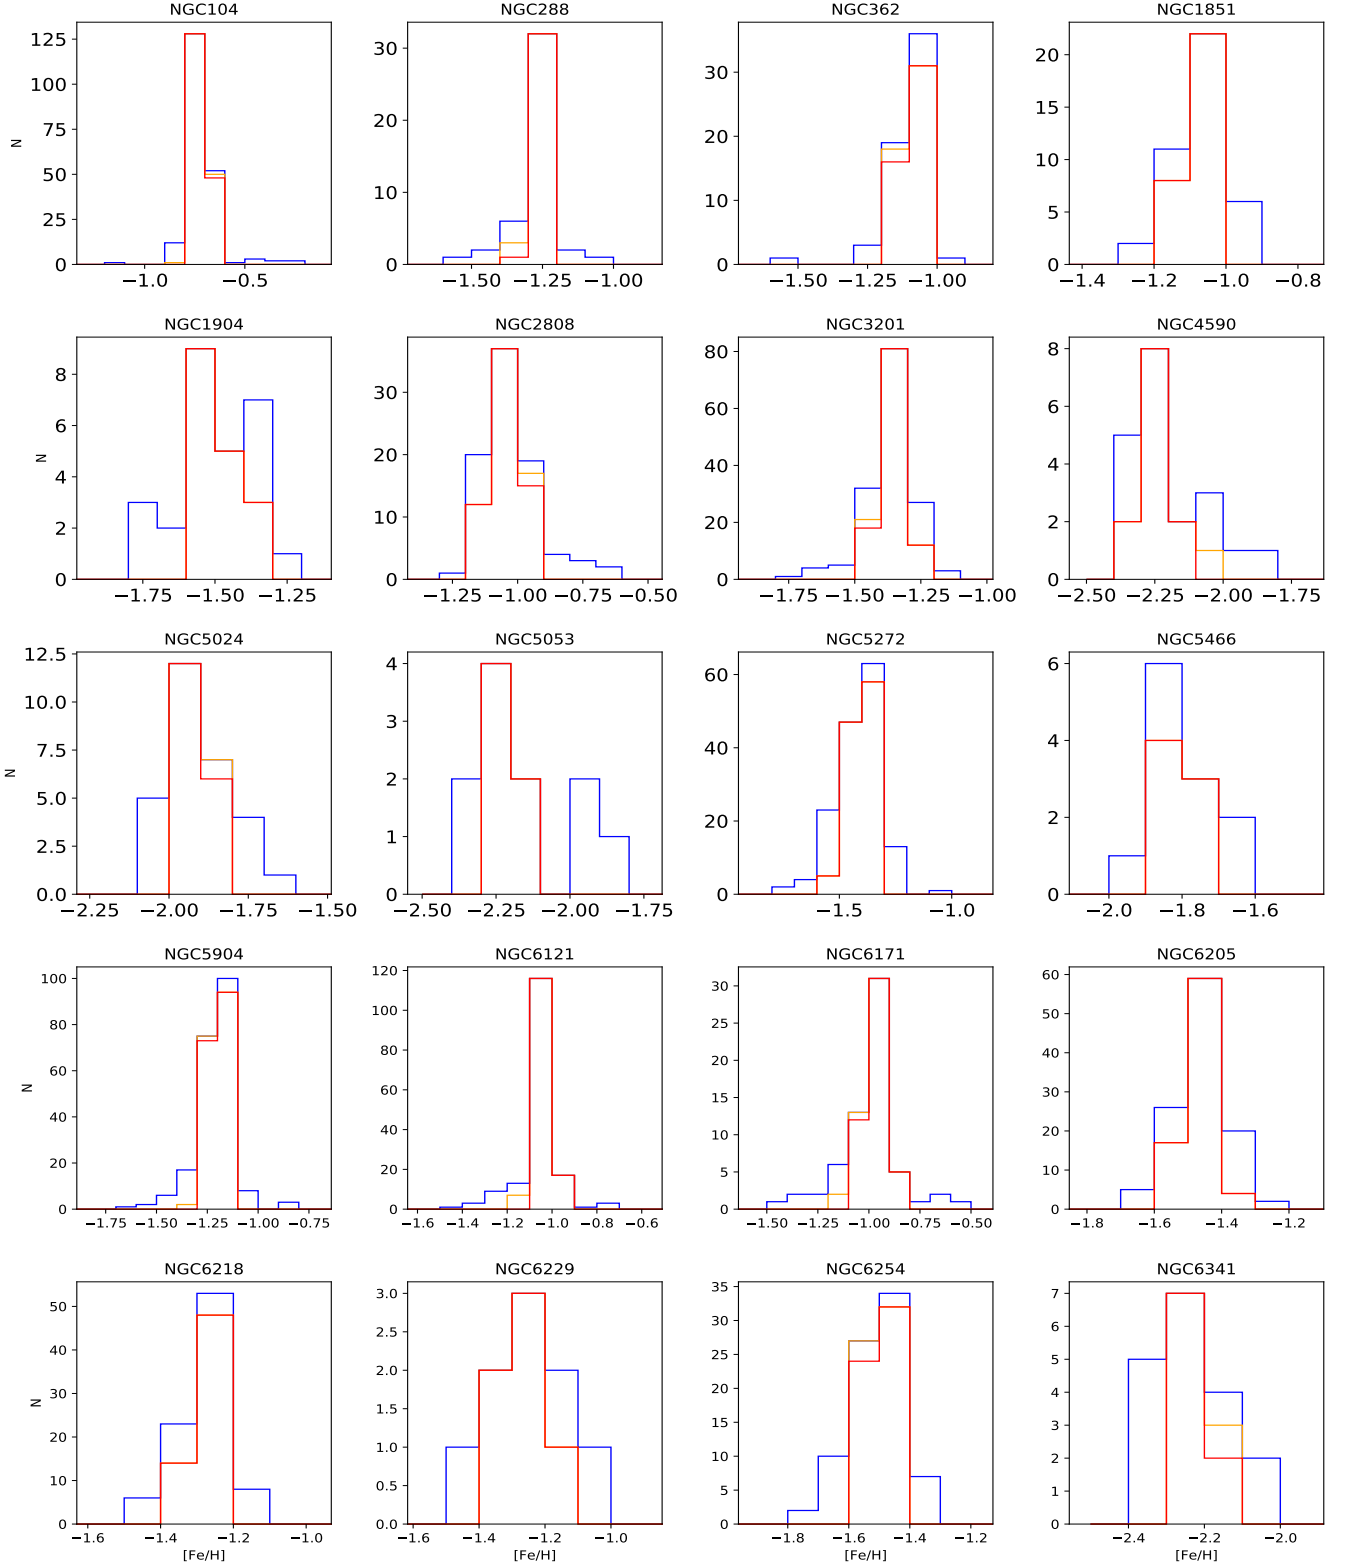 NGC104 NGC288 NGC362 NGC1851
125 100 75 50 25 0 N −1.0 −0.5
30 20 10 0 −1.50 −1.25 −1.00
30 20 10 0 −1.50 −1.25 −1.00
20 15 10 5 0 −1.4 −1.2 −1.0 −0.8
NGC1904 NGC2808 NGC3201 NGC4590
8 6 4 2 0 N −1.75 −1.50 −1.25
30 20 10 0 −1.25 −1.00 −0.75 −0.50
80 60 40 20 0 −1.75 −1.50 −1.25 −1.00
8 6 4 2 0 −2.50 −2.25 −2.00 −1.75
NGC5024 NGC5053 NGC5272 NGC5466
12.5 10.0 7.5 5.0 2.5 0.0 N −2.25 −2.00 −1.75 −1.50
4 3 2 1 0 −2.50 −2.25 −2.00 −1.75
60 40 20 0 −1.5 −1.0
6 4 2 0 −2.0 −1.8 −1.6
NGC5904 NGC6121 NGC6171 NGC6205
100 80 60 40 20 0 N −1.75 −1.50 −1.25 −1.00 −0.75
120 100 80 60 40 20 0 −1.6 −1.4 −1.2 −1.0 −0.8 −0.6
30 25 20 15 10 5 0 −1.50 −1.25 −1.00 −0.75 −0.50
60 50 40 30 20 10 0 −1.8 −1.6 −1.4 −1.2
NGC6218 NGC6229 NGC6254 NGC6341
50 40 30 20 10 0 N −1.6 −1.4 −1.2 −1.0 [Fe/H]
3.0 2.5 2.0 1.5 1.0 0.5 0.0 −1.6 −1.4 −1.2 −1.0 [Fe/H]
35 30 25 20 15 10 5 0 −1.8 −1.6 −1.4 −1.2 [Fe/H]
7 6 5 4 3 2 1 0 −2.4 −2.2 −2.0 [Fe/H]